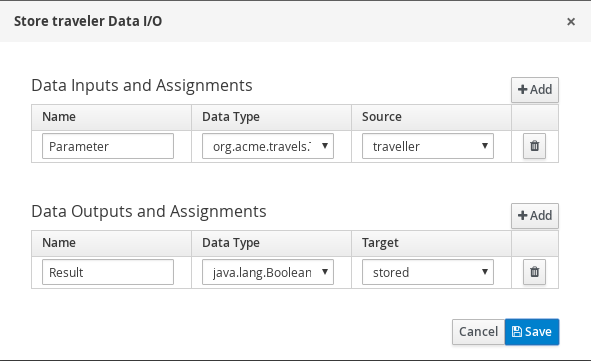 Store traveler Data I/O ×
Data Inputs and Assignments
Add
Name Data Type Source
Parameter org.acme.travels. traveller
Data Outputs and Assignments
Add
Name Data Type Target
Result java.lang.Boolean stored
Cancel Save